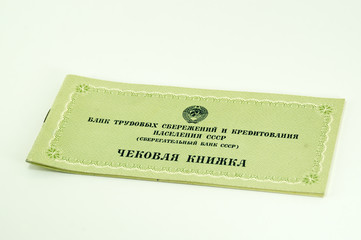 БАНК ТРУДОВЫХ СБЕРЕЖЕНИЙ И КРЕДИТОВАНИЯ
НАСЕЛЕНИЯ СССР
(СБЕРЕГАТЕЛЬНЫЙ БАНК СССР)
ЧЕКОВАЯ КНИЖКА